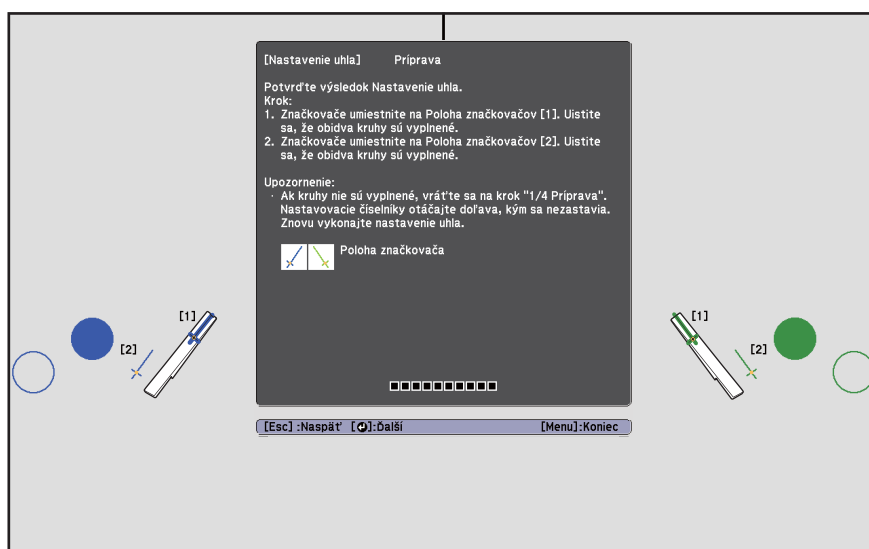 [Nastavenie uhla] Príprava
Potvrďte výsledok Nastavenie uhla.
Krok:
1. Značkovače umiestnite na Poloha značkovačov [1]. Uistite
sa, že obidva kruhy sú vyplnené.
2. Značkovače umiestnite na Poloha značkovačov [2]. Uistite
sa, že obidva kruhy sú vyplnené.
Upozornenie:
· Ak kruhy nie sú vyplnené, vráťte sa na krok "1/4 Príprava".
Nastavovacie číselníky otáčajte doľava, kým sa nezastavia.
Znovu vykonajte nastavenie uhla.
Poloha značkovača
[1]
[2]
[1]
[2]
[Esc] :Naspäť [↵]:Ďalší [Menu]:Koniec